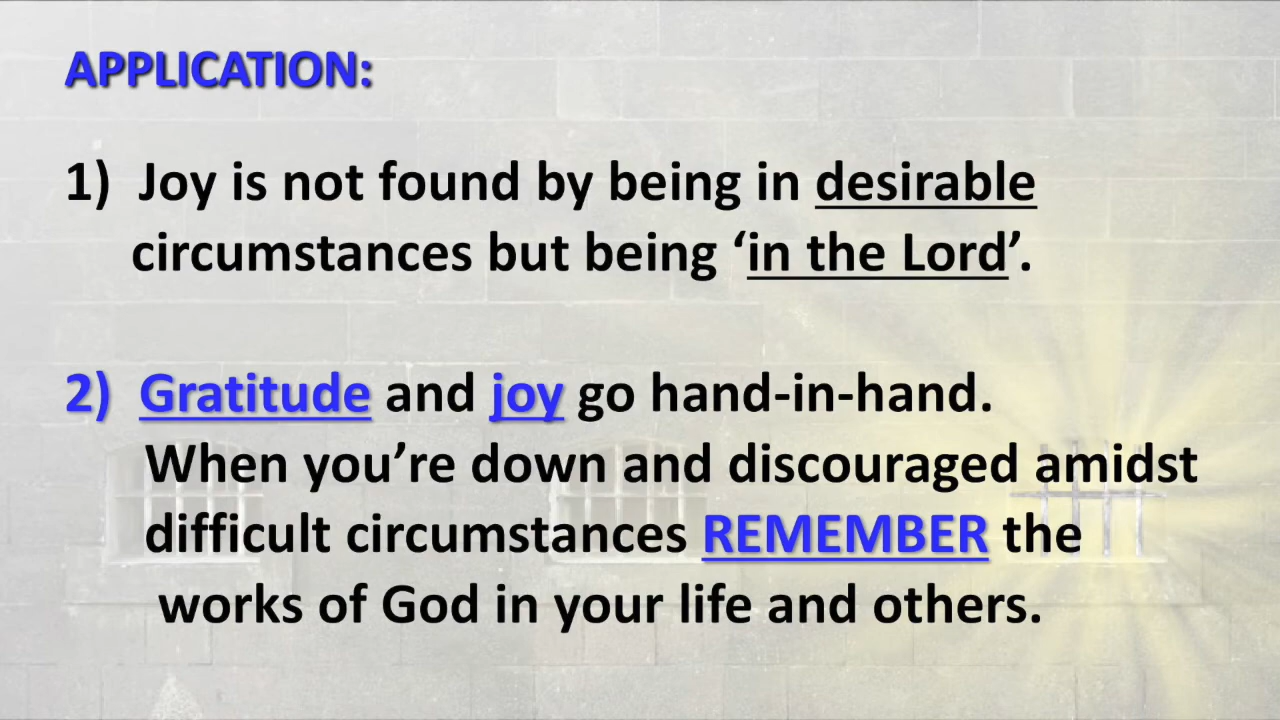 APPLICATION:
1) Joy is not found by being in desirable
circumstances but being ‘in the Lord’.
2) Gratitude and joy go hand-in-hand.
When you’re down and discouraged amidst
difficult circumstances REMEMBER the
works of God in your life and others.